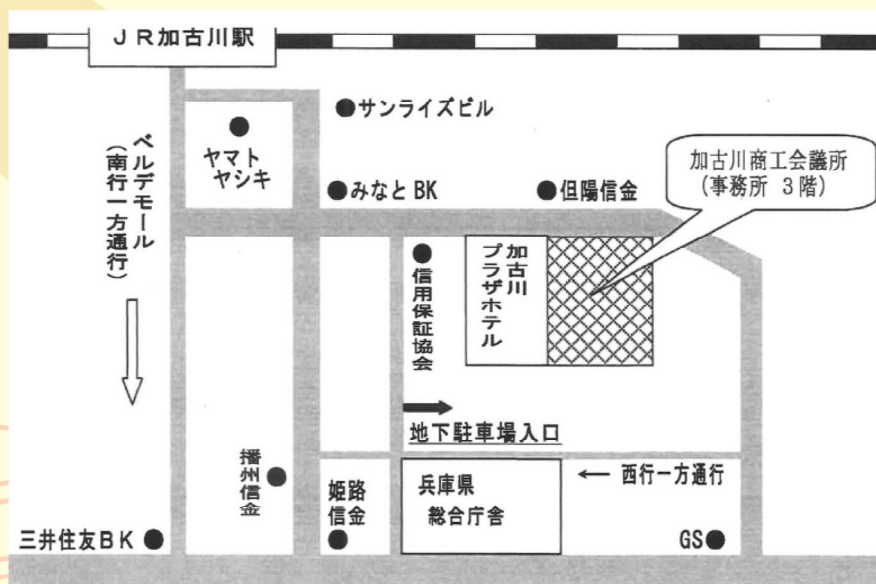 JR加古川駅
サンライズビル
ヤマト
ヤシキ
ベルデモール
(南行一方通行)
加古川商工会議所
(事務所 3階)
みなとBK
但陽信金
信用保証協会
加古川
プラザホテル
地下駐車場入口
播州信金
姫路
信金
兵庫県
総合庁舎
← 西行一方通行
三井住友BK
GS